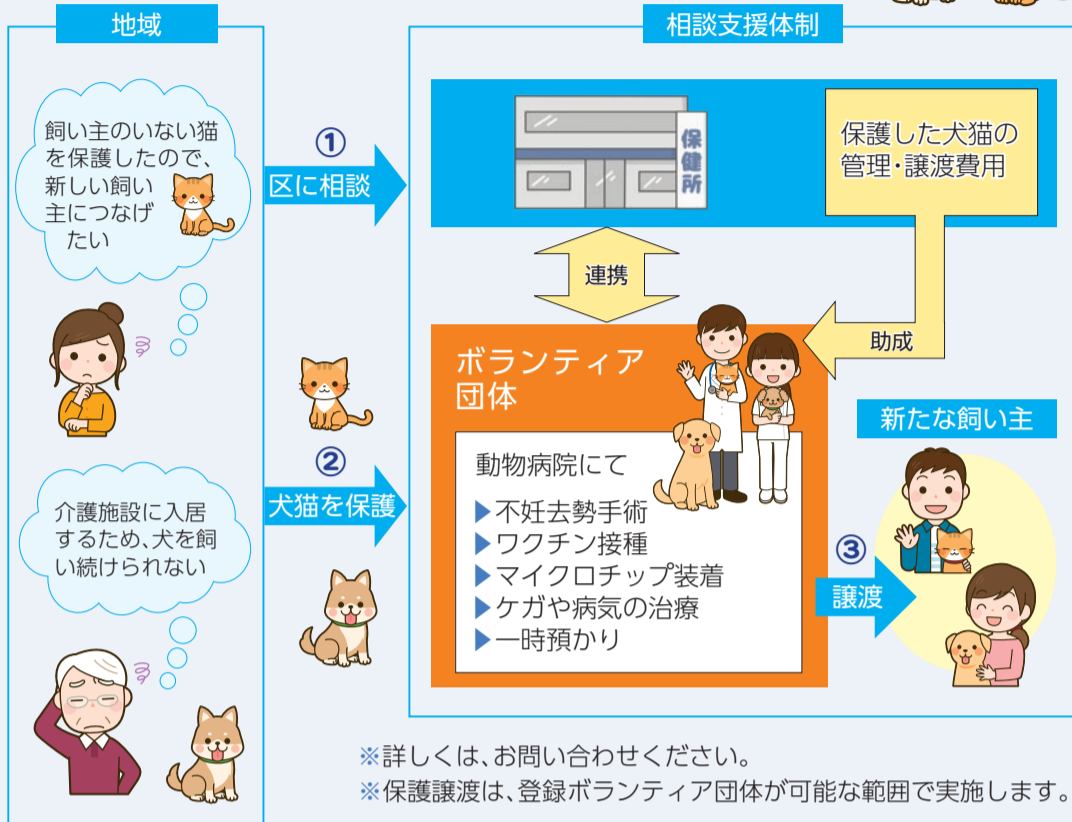 地域
飼い主のいない猫
を保護したので、
新しい飼い
主につなげ
たい
①
区に相談
②
犬猫を保護
介護施設に入居
するため、犬を飼
い続けられない
相談支援体制
保健所
保護した犬猫の
管理・譲渡費用
連携
助成
ボランティア
団体
動物病院にて
▶不妊去勢手術
▶ワクチン接種
▶マイクロチップ装着
▶ケガや病気の治療
▶一時預かり
③
譲渡
新たな飼い主
※詳しくは、お問い合わせください。
※保護譲渡は、登録ボランティア団体が可能な範囲で実施します。